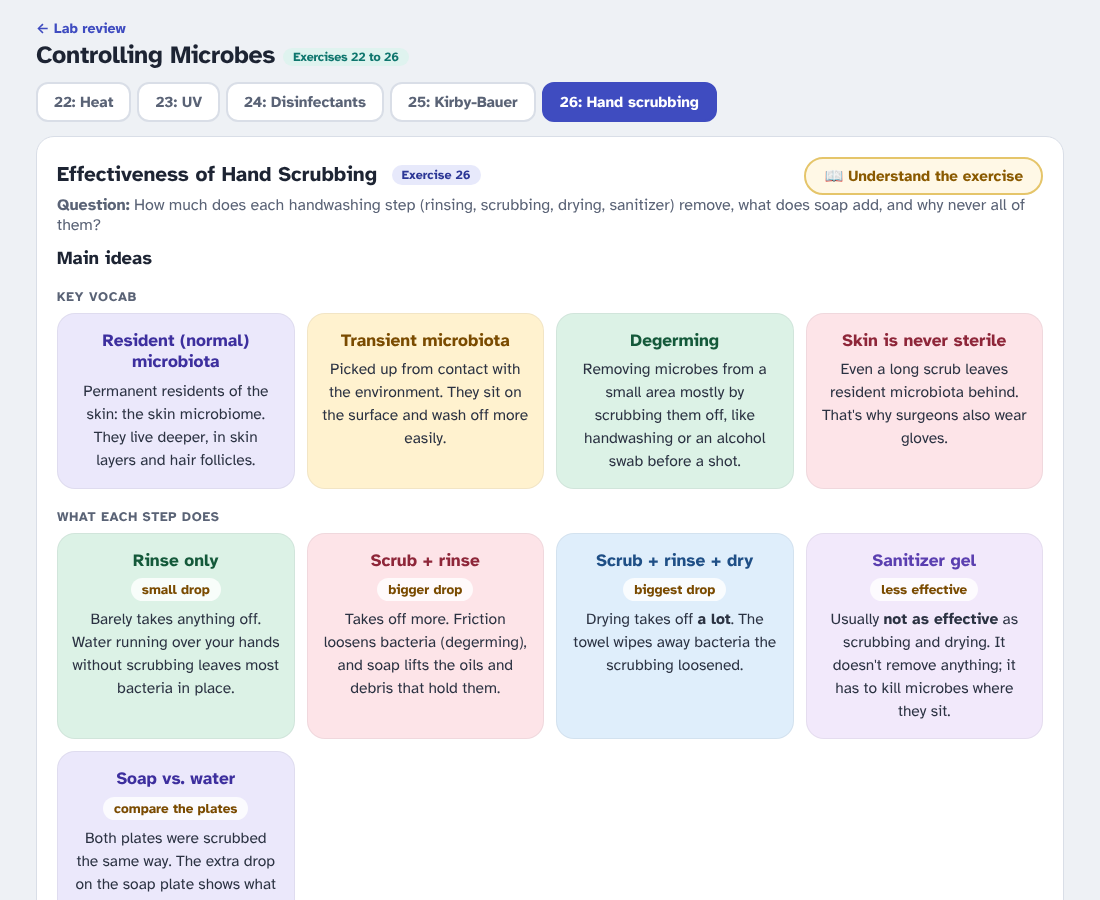 ← Lab review
Controlling Microbes Exercises 22 to 26
22: Heat 23: UV 24: Disinfectants 25: Kirby-Bauer 26: Hand scrubbing
Effectiveness of Hand Scrubbing Exercise 26
📖 Understand the exercise
Question: How much does each handwashing step (rinsing, scrubbing, drying, sanitizer) remove, what does soap add, and why never all of
them?
Main ideas
KEY VOCAB
Resident (normal)
microbiota
Permanent residents of the
skin: the skin microbiome.
They live deeper, in skin
layers and hair follicles.
Transient microbiota
Picked up from contact with
the environment. They sit on
the surface and wash off more
easily.
Degerming
Removing microbes from a
small area mostly by
scrubbing them off, like
handwashing or an alcohol
swab before a shot.
Skin is never sterile
Even a long scrub leaves
resident microbiota behind.
That's why surgeons also wear
gloves.
WHAT EACH STEP DOES
Rinse only
small drop
Barely takes anything off.
Water running over your hands
without scrubbing leaves most
bacteria in place.
Scrub + rinse
bigger drop
Takes off more. Friction
loosens bacteria (degerming),
and soap lifts the oils and
debris that hold them.
Scrub + rinse + dry
biggest drop
Drying takes off a lot. The
towel wipes away bacteria the
scrubbing loosened.
Sanitizer gel
less effective
Usually not as effective as
scrubbing and drying. It
doesn't remove anything; it
has to kill microbes where
they sit.
Soap vs. water
compare the plates
Both plates were scrubbed
the same way. The extra drop
on the soap plate shows what